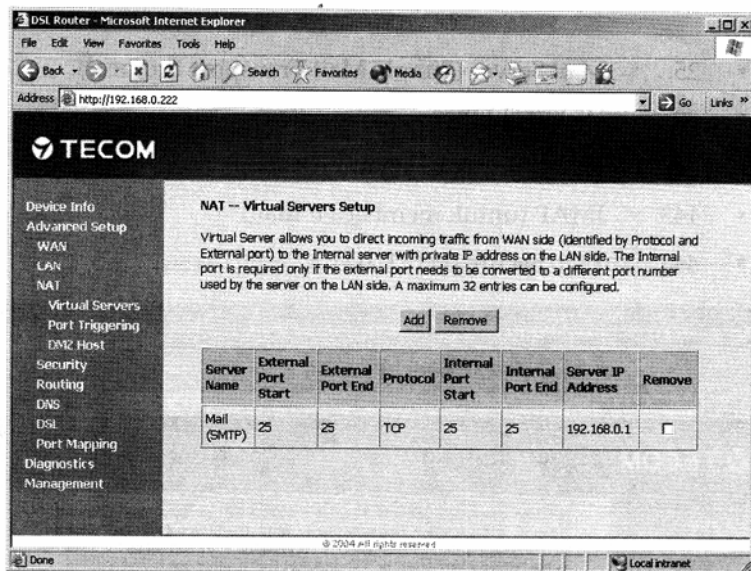 DSL Router - Microsoft Internet Explorer
File Edit View Favorites Tools Help
Back Search Favorites Media
Address http://192.168.0.222 Go Links »
TECOM
Device Info
Advanced Setup
WAN
LAN
NAT
Virtual Servers
Port Triggering
DMZ Host
Security
Routing
DNS
DSL
Port Mapping
Diagnostics
Management
NAT -- Virtual Servers Setup
Virtual Server allows you to direct incoming traffic from WAN side (identified by Protocol and
External port) to the Internal server with private IP address on the LAN side. The Internal
port is required only if the external port needs to be converted to a different port number
used by the server on the LAN side. A maximum 32 entries can be configured.
Add Remove
Server Name External Port Start External Port End Protocol Internal Port Start Internal Port End Server IP Address Remove
Mail (SMTP) 25 25 TCP 25 25 192.168.0.1
© 2004 All rights reserved
Done Local intranet